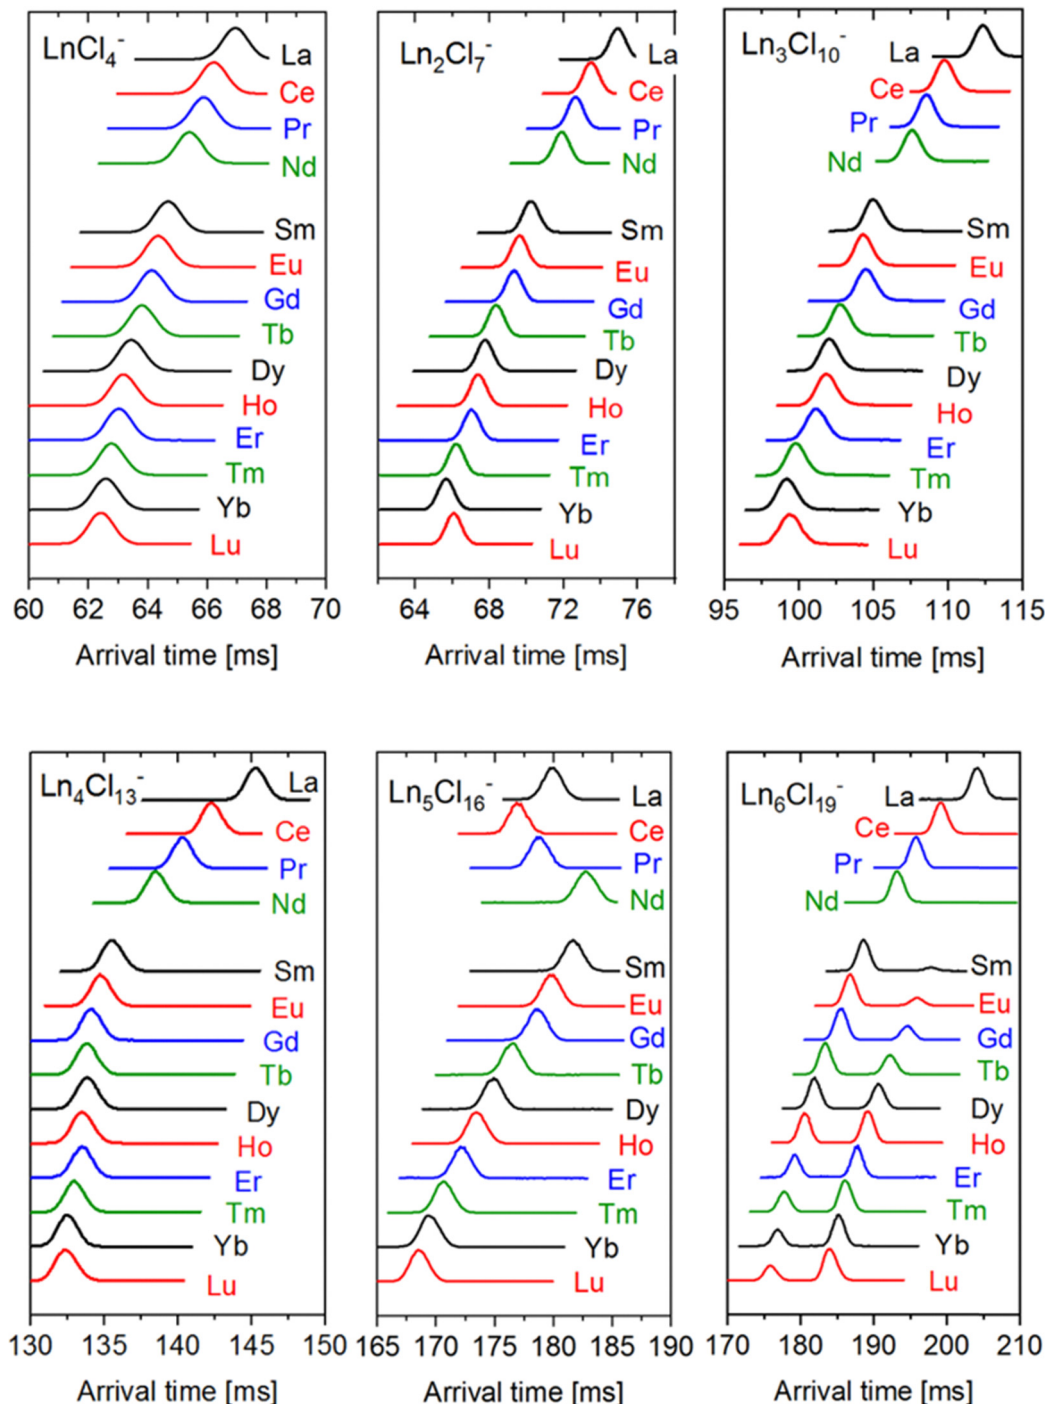 LnCl4-
La
Ce
Pr
Nd
Sm
Eu
Gd
Tb
Dy
Ho
Er
Tm
Yb
Lu
60 62 64 66 68 70
Arrival time [ms]
Ln2Cl7-
La
Ce
Pr
Nd
Sm
Eu
Gd
Tb
Dy
Ho
Er
Tm
Yb
Lu
64 68 72 76
Arrival time [ms]
Ln3Cl10-
La
Ce
Pr
Nd
Sm
Eu
Gd
Tb
Dy
Ho
Er
Tm
Yb
Lu
95 100 105 110 115
Arrival time [ms]
Ln4Cl13-
La
Ce
Pr
Nd
Sm
Eu
Gd
Tb
Dy
Ho
Er
Tm
Yb
Lu
130 135 140 145 150
Arrival time [ms]
Ln5Cl16-
La
Ce
Pr
Nd
Sm
Eu
Gd
Tb
Dy
Ho
Er
Tm
Yb
Lu
165 170 175 180 185 190
Arrival time [ms]
Ln6Cl19-
La
Ce
Pr
Nd
Sm
Eu
Gd
Tb
Dy
Ho
Er
Tm
Yb
Lu
170 180 190 200 210
Arrival time [ms]